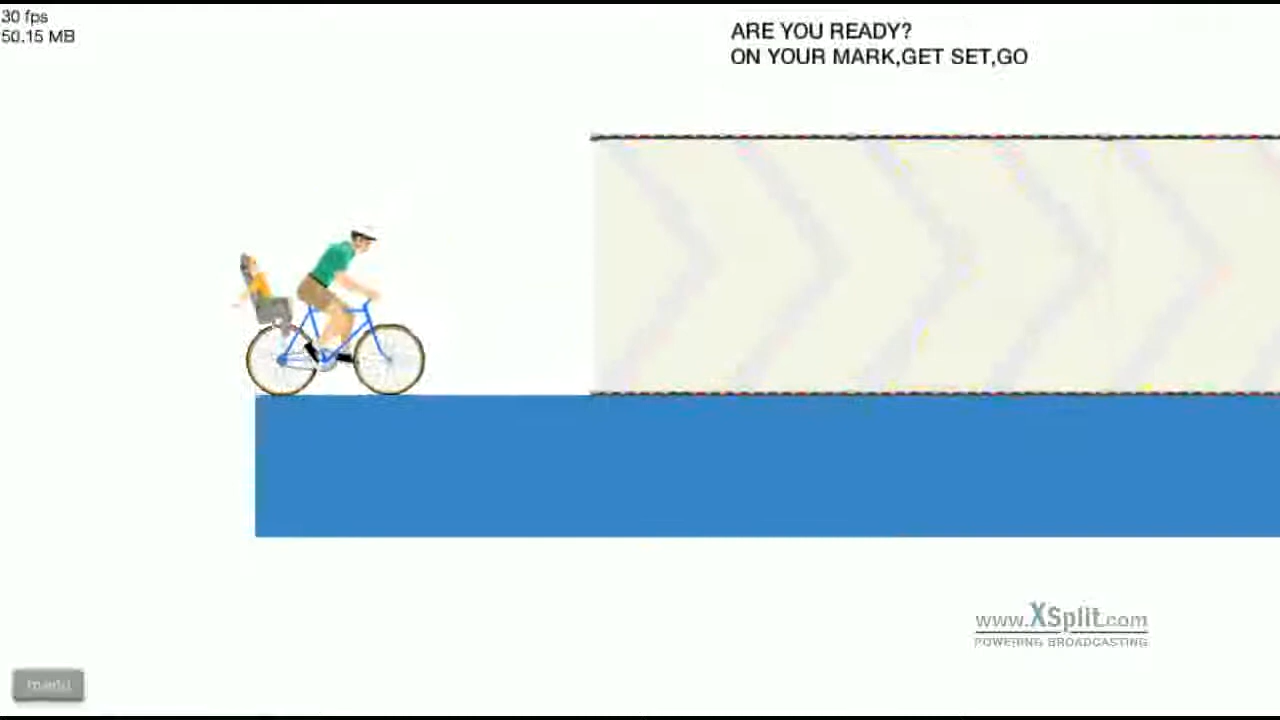 30 fps
50.15 MB
ARE YOU READY?
ON YOUR MARK,GET SET,GO
www.XSplit.com
POWERING BROADCASTING
menu